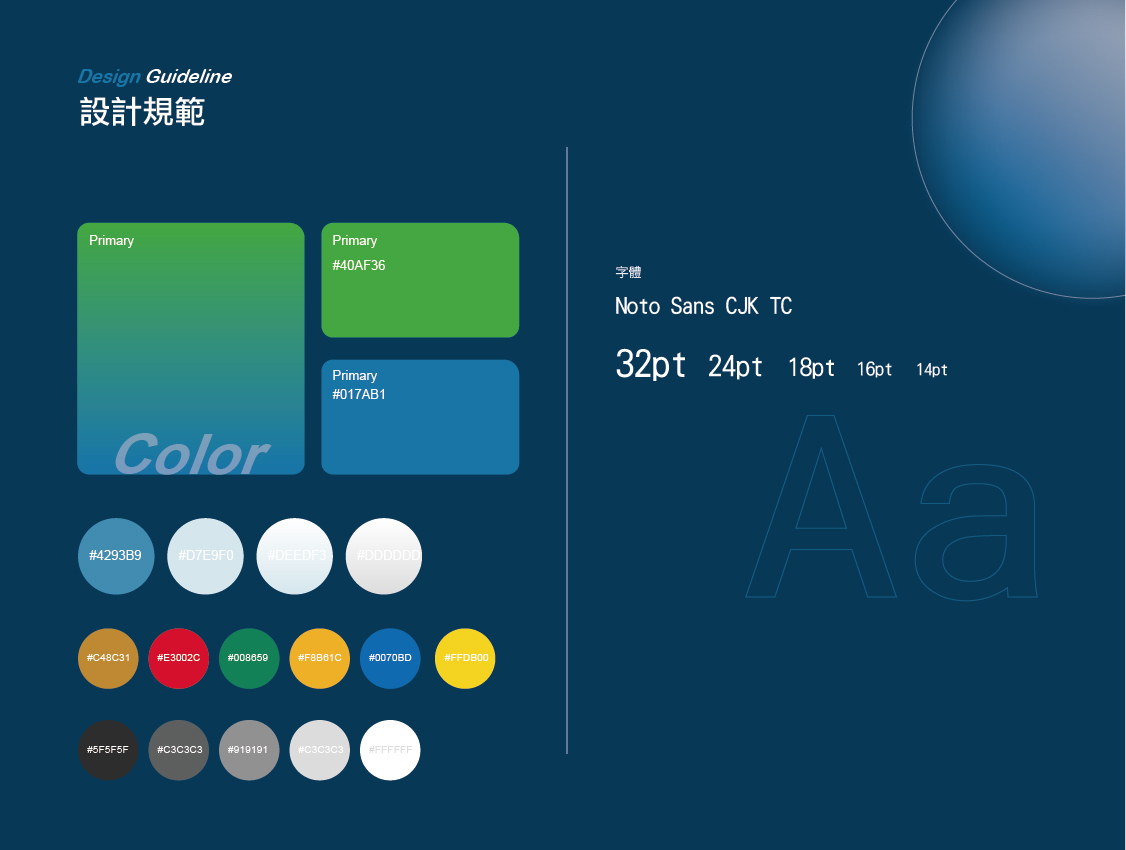 Design Guideline
設計規範
Primary
Color
Primary
#40AF36
Primary
#017AB1
#4293B9 #D7E9F0 #DEEDF3 #DDDDDD
#C48C31 #E3002C #008659 #F8B61C #0070BD #FFDB00
#5F5F5F #C3C3C3 #919191 #C3C3C3 #FFFFFF
字體
Noto Sans CJK TC
32pt 24pt 18pt 16pt 14pt
Aa